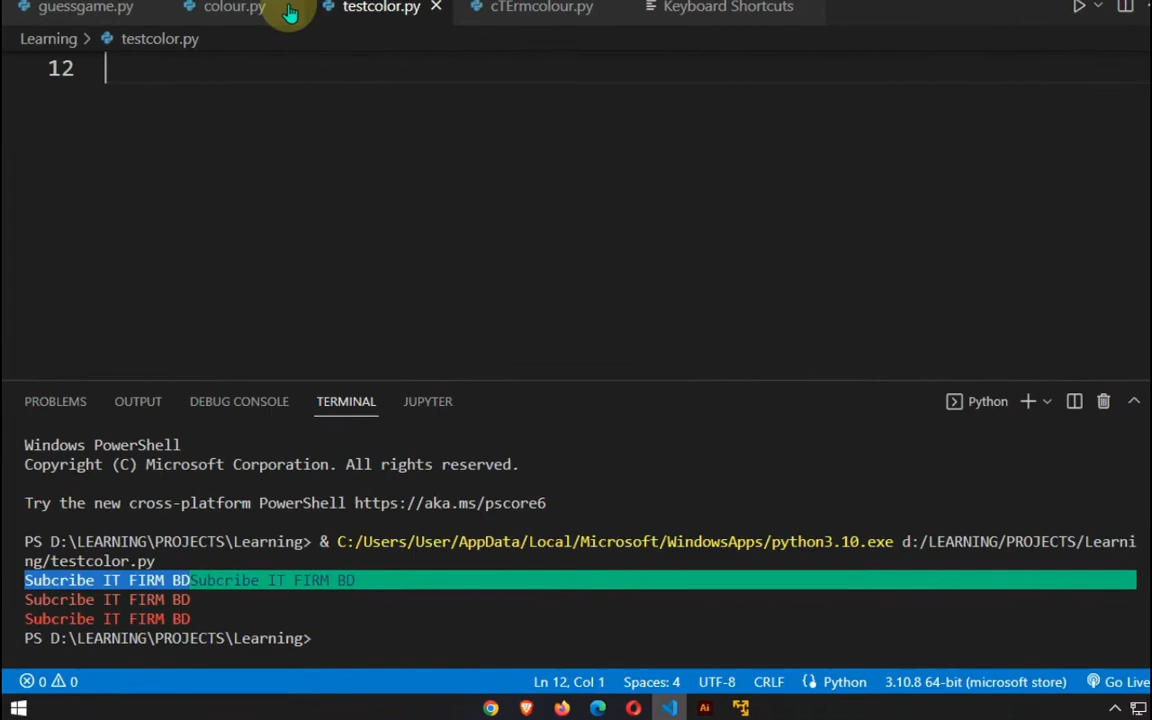 guessgame.py colour.py testcolor.py cTErmcolour.py Keyboard Shortcuts
Learning > testcolor.py
12
PROBLEMS OUTPUT DEBUG CONSOLE TERMINAL JUPYTER Python
Windows PowerShell
Copyright (C) Microsoft Corporation. All rights reserved.
Try the new cross-platform PowerShell https://aka.ms/pscore6
PS D:\LEARNING\PROJECTS\Learning> & C:/Users/User/AppData/Local/Microsoft/WindowsApps/python3.10.exe d:/LEARNING/PROJECTS/Learni
ng/testcolor.py
Subcribe IT FIRM BDSubcribe IT FIRM BD
Subcribe IT FIRM BD
Subcribe IT FIRM BD
PS D:\LEARNING\PROJECTS\Learning>
0 0 Ln 12, Col 1 Spaces: 4 UTF-8 CRLF Python 3.10.8 64-bit (microsoft store) Go Live
Ai